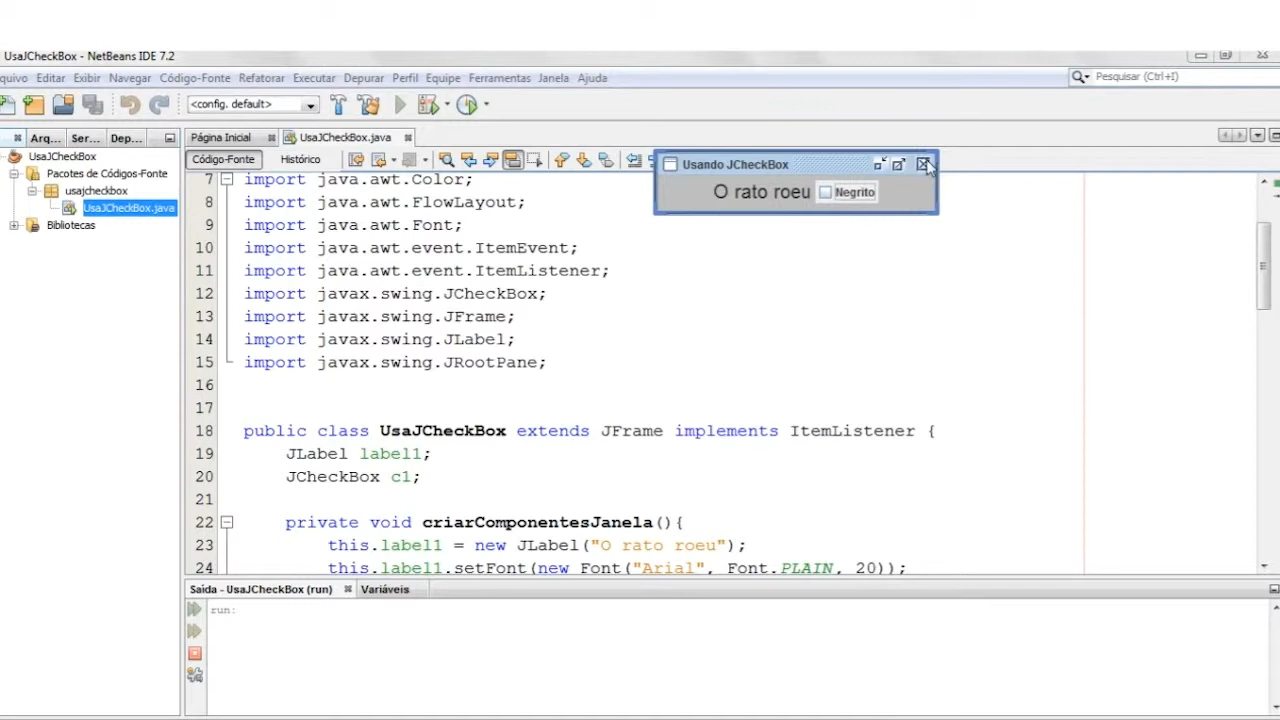 UsaJCheckBox - NetBeans IDE 7.2
quivo Editar Exibir Navegar Código-Fonte Refatorar Executar Depurar Perfil Equipe Ferramentas Janela Ajuda
Pesquisar (Ctrl+I)
<config. default>
Arq... Ser... Dep...
Página Inicial UsaJCheckBox.java
UsaJCheckBox
Pacotes de Códigos-Fonte
usajcheckbox
UsaJCheckBox.java
Bibliotecas
Código-Fonte Histórico
Usando JCheckBox
O rato roeu Negrito
7 import java.awt.Color;
8 import java.awt.FlowLayout;
9 import java.awt.Font;
10 import java.awt.event.ItemEvent;
11 import java.awt.event.ItemListener;
12 import javax.swing.JCheckBox;
13 import javax.swing.JFrame;
14 import javax.swing.JLabel;
15 import javax.swing.JRootPane;
16
17
18 public class UsaJCheckBox extends JFrame implements ItemListener {
19 JLabel label1;
20 JCheckBox c1;
21
22 private void criarComponentesJanela(){
23 this.label1 = new JLabel("O rato roeu");
24 this.label1.setFont(new Font("Arial", Font.PLAIN, 20));
Saída - UsaJCheckBox (run) Variáveis
run: